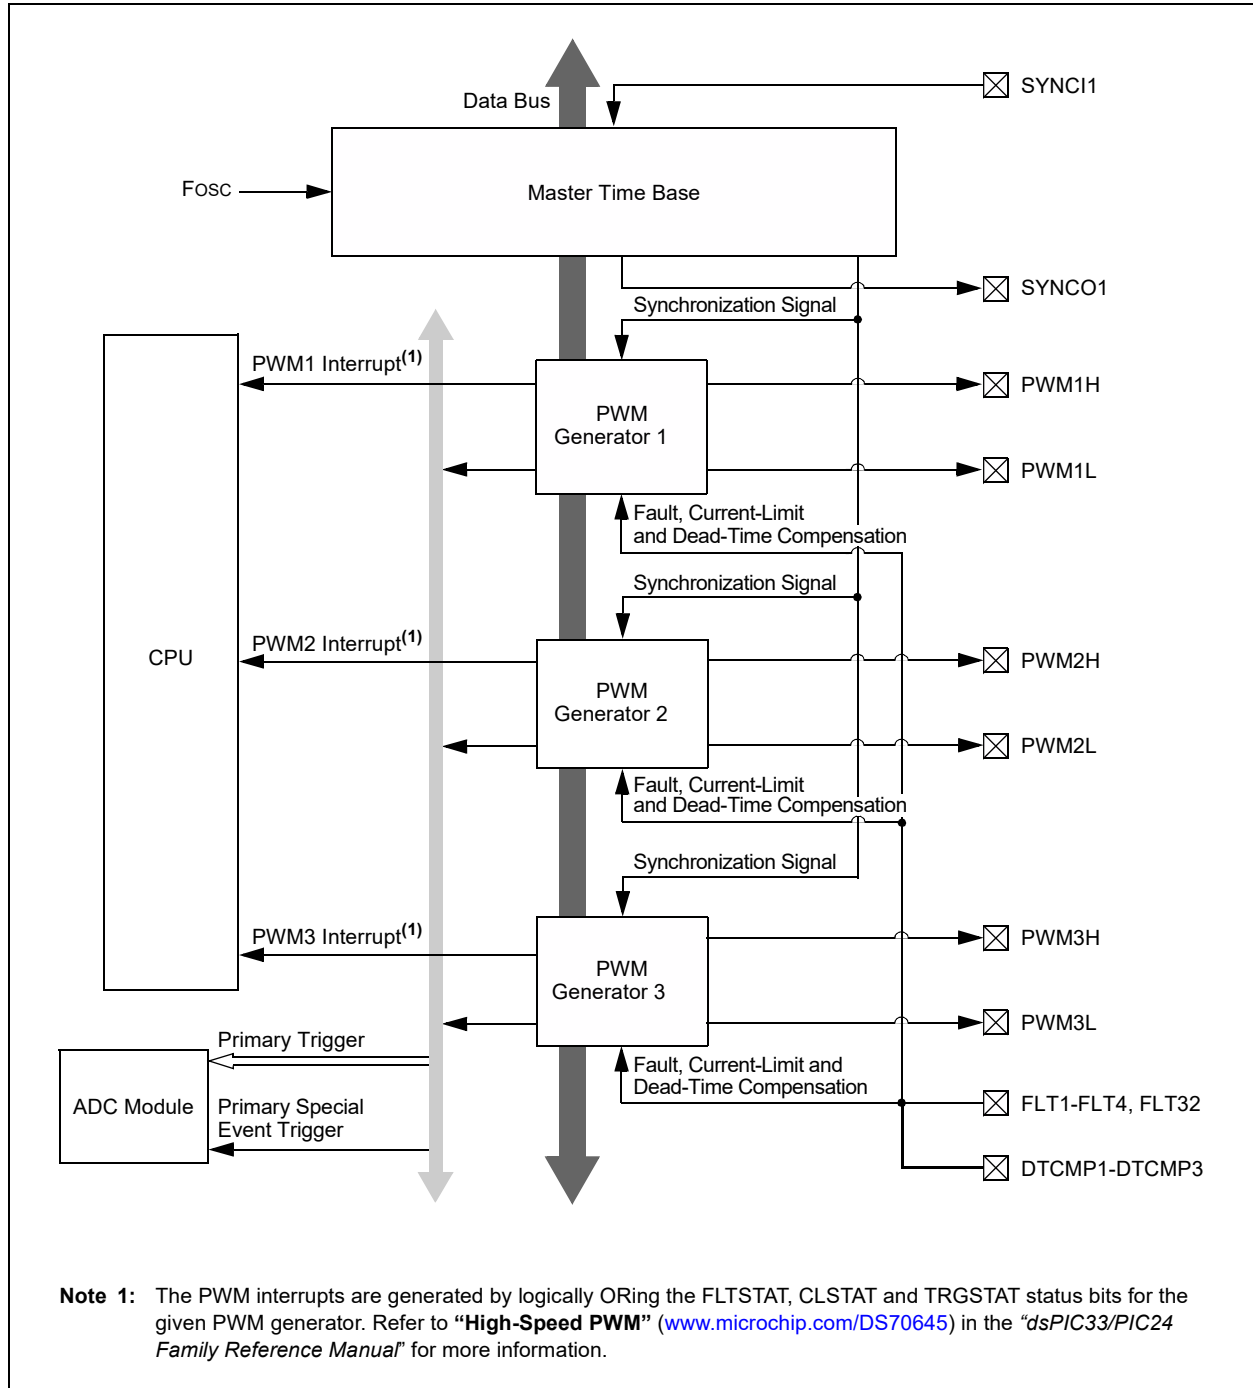 SYNCI1
Data Bus
FOSC
Master Time Base
SYNCO1
Synchronization Signal
PWM1 Interrupt(1)
PWM
Generator 1
PWM1H
PWM1L
Fault, Current-Limit
and Dead-Time Compensation
Synchronization Signal
CPU
PWM2 Interrupt(1)
PWM
Generator 2
PWM2H
PWM2L
Fault, Current-Limit
and Dead-Time Compensation
Synchronization Signal
PWM3 Interrupt(1)
PWM
Generator 3
PWM3H
PWM3L
Primary Trigger
Fault, Current-Limit and
Dead-Time Compensation
ADC Module
Primary Special
Event Trigger
FLT1-FLT4, FLT32
DTCMP1-DTCMP3
Note 1: The PWM interrupts are generated by logically ORing the FLTSTAT, CLSTAT and TRGSTAT status bits for the
given PWM generator. Refer to “High-Speed PWM” (www.microchip.com/DS70645) in the “dsPIC33/PIC24
Family Reference Manual” for more information.